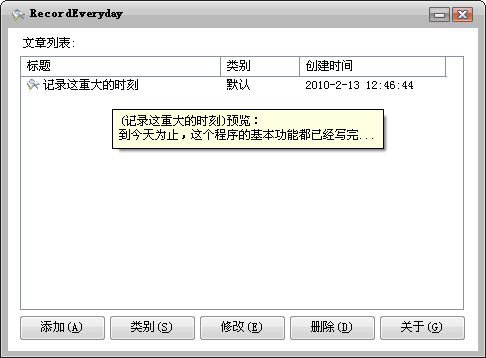 RecordEveryday
文章列表:
标题 类别 创建时间
记录这重大的时刻 默认 2010-2-13 12:46:44
(记录这重大的时刻)预览：
到今天为止，这个程序的基本功能都已经写完...
添加(A) 类别(S) 修改(E) 删除(D) 关于(G)